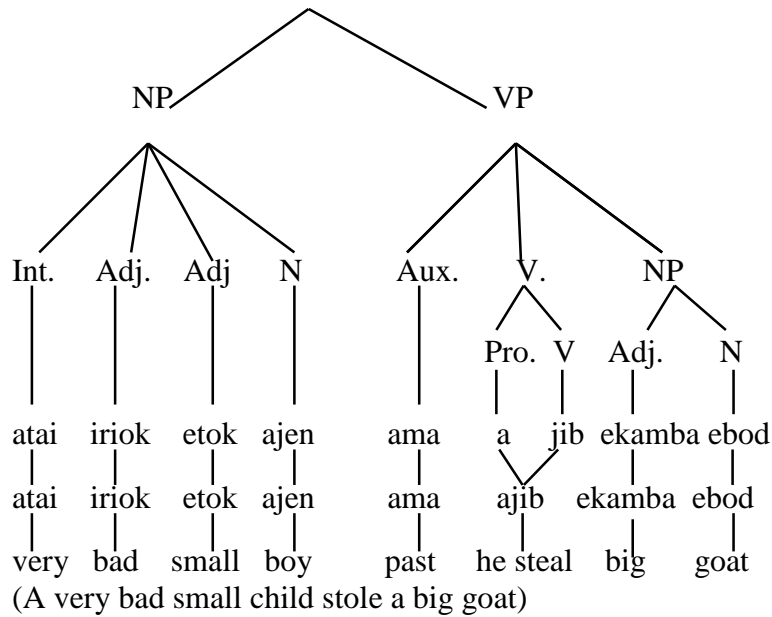 NP VP
Int. Adj. Adj N Aux. V. NP
Pro. V Adj. N
atai iriok etok ajen ama a jib ekamba ebod
atai iriok etok ajen ama ajib ekamba ebod
very bad small boy past he steal big goat
(A very bad small child stole a big goat)